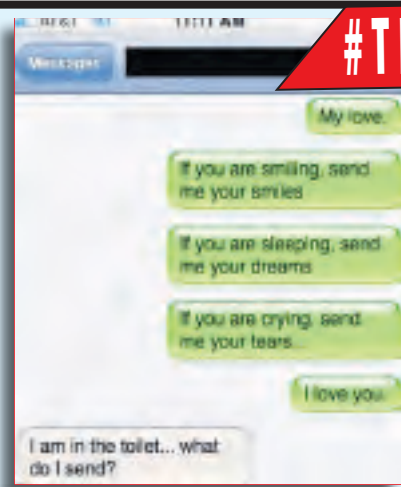 AT&T
11:11 AM
#T
Messages
My love.
If you are smiling, send
me your smiles
If you are sleeping, send
me your dreams
If you are crying, send
me your tears.
I love you.
I am in the toilet... what
do I send?